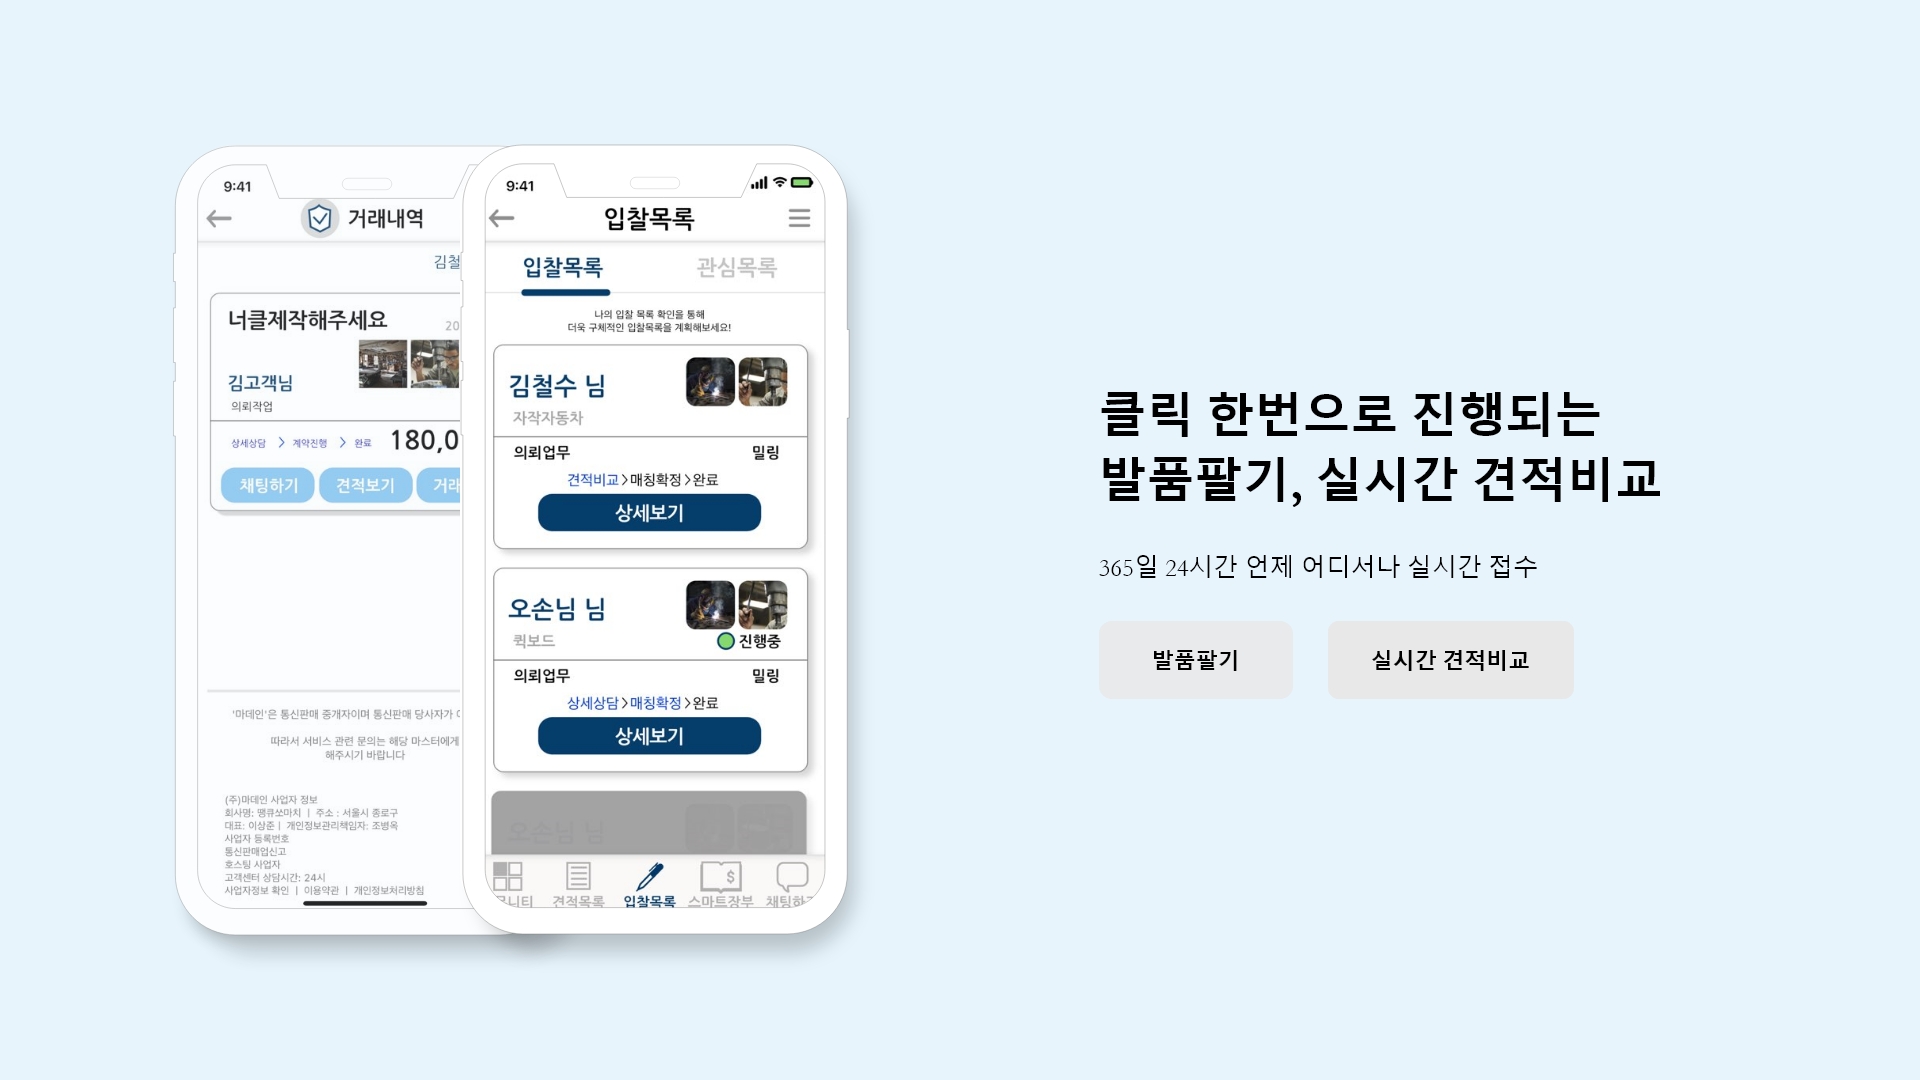 9:41
거래내역
김철
너클제작해주세요
20
김고객님
의뢰작업
상세상담 > 계약진행 > 완료 180,0
채팅하기 견적보기 거래
'마데인'은 통신판매 중개자이며 통신판매 당사자가
따라서 서비스 관련 문의는 해당 마스터에게
해주시기 바랍니다
(주)마데인 사업자 정보
회사명: 땡큐쏘마치 | 주소 : 서울시 종로구
대표: 이상준 | 개인정보관리책임자: 조병옥
사업자 등록번호
통신판매업신고
호스팅 사업자
고객센터 상담시간: 24시
사업자정보 확인 | 이용약관 | 개인정보처리방침
9:41
입찰목록
입찰목록 관심목록
나의 입찰 목록 확인을 통해
더욱 구체적인 입찰목록을 계획해보세요!
김철수 님
자작자동차
의뢰업무 밀링
견적비교 > 매칭확정 > 완료
상세보기
오손님 님
퀵보드 진행중
의뢰업무 밀링
상세상담 > 매칭확정 > 완료
상세보기
오손님 님
뮤니티 견적목록 입찰목록 스마트장부 채팅하기
클릭 한번으로 진행되는
발품팔기, 실시간 견적비교
365일 24시간 언제 어디서나 실시간 접수
발품팔기 실시간 견적비교